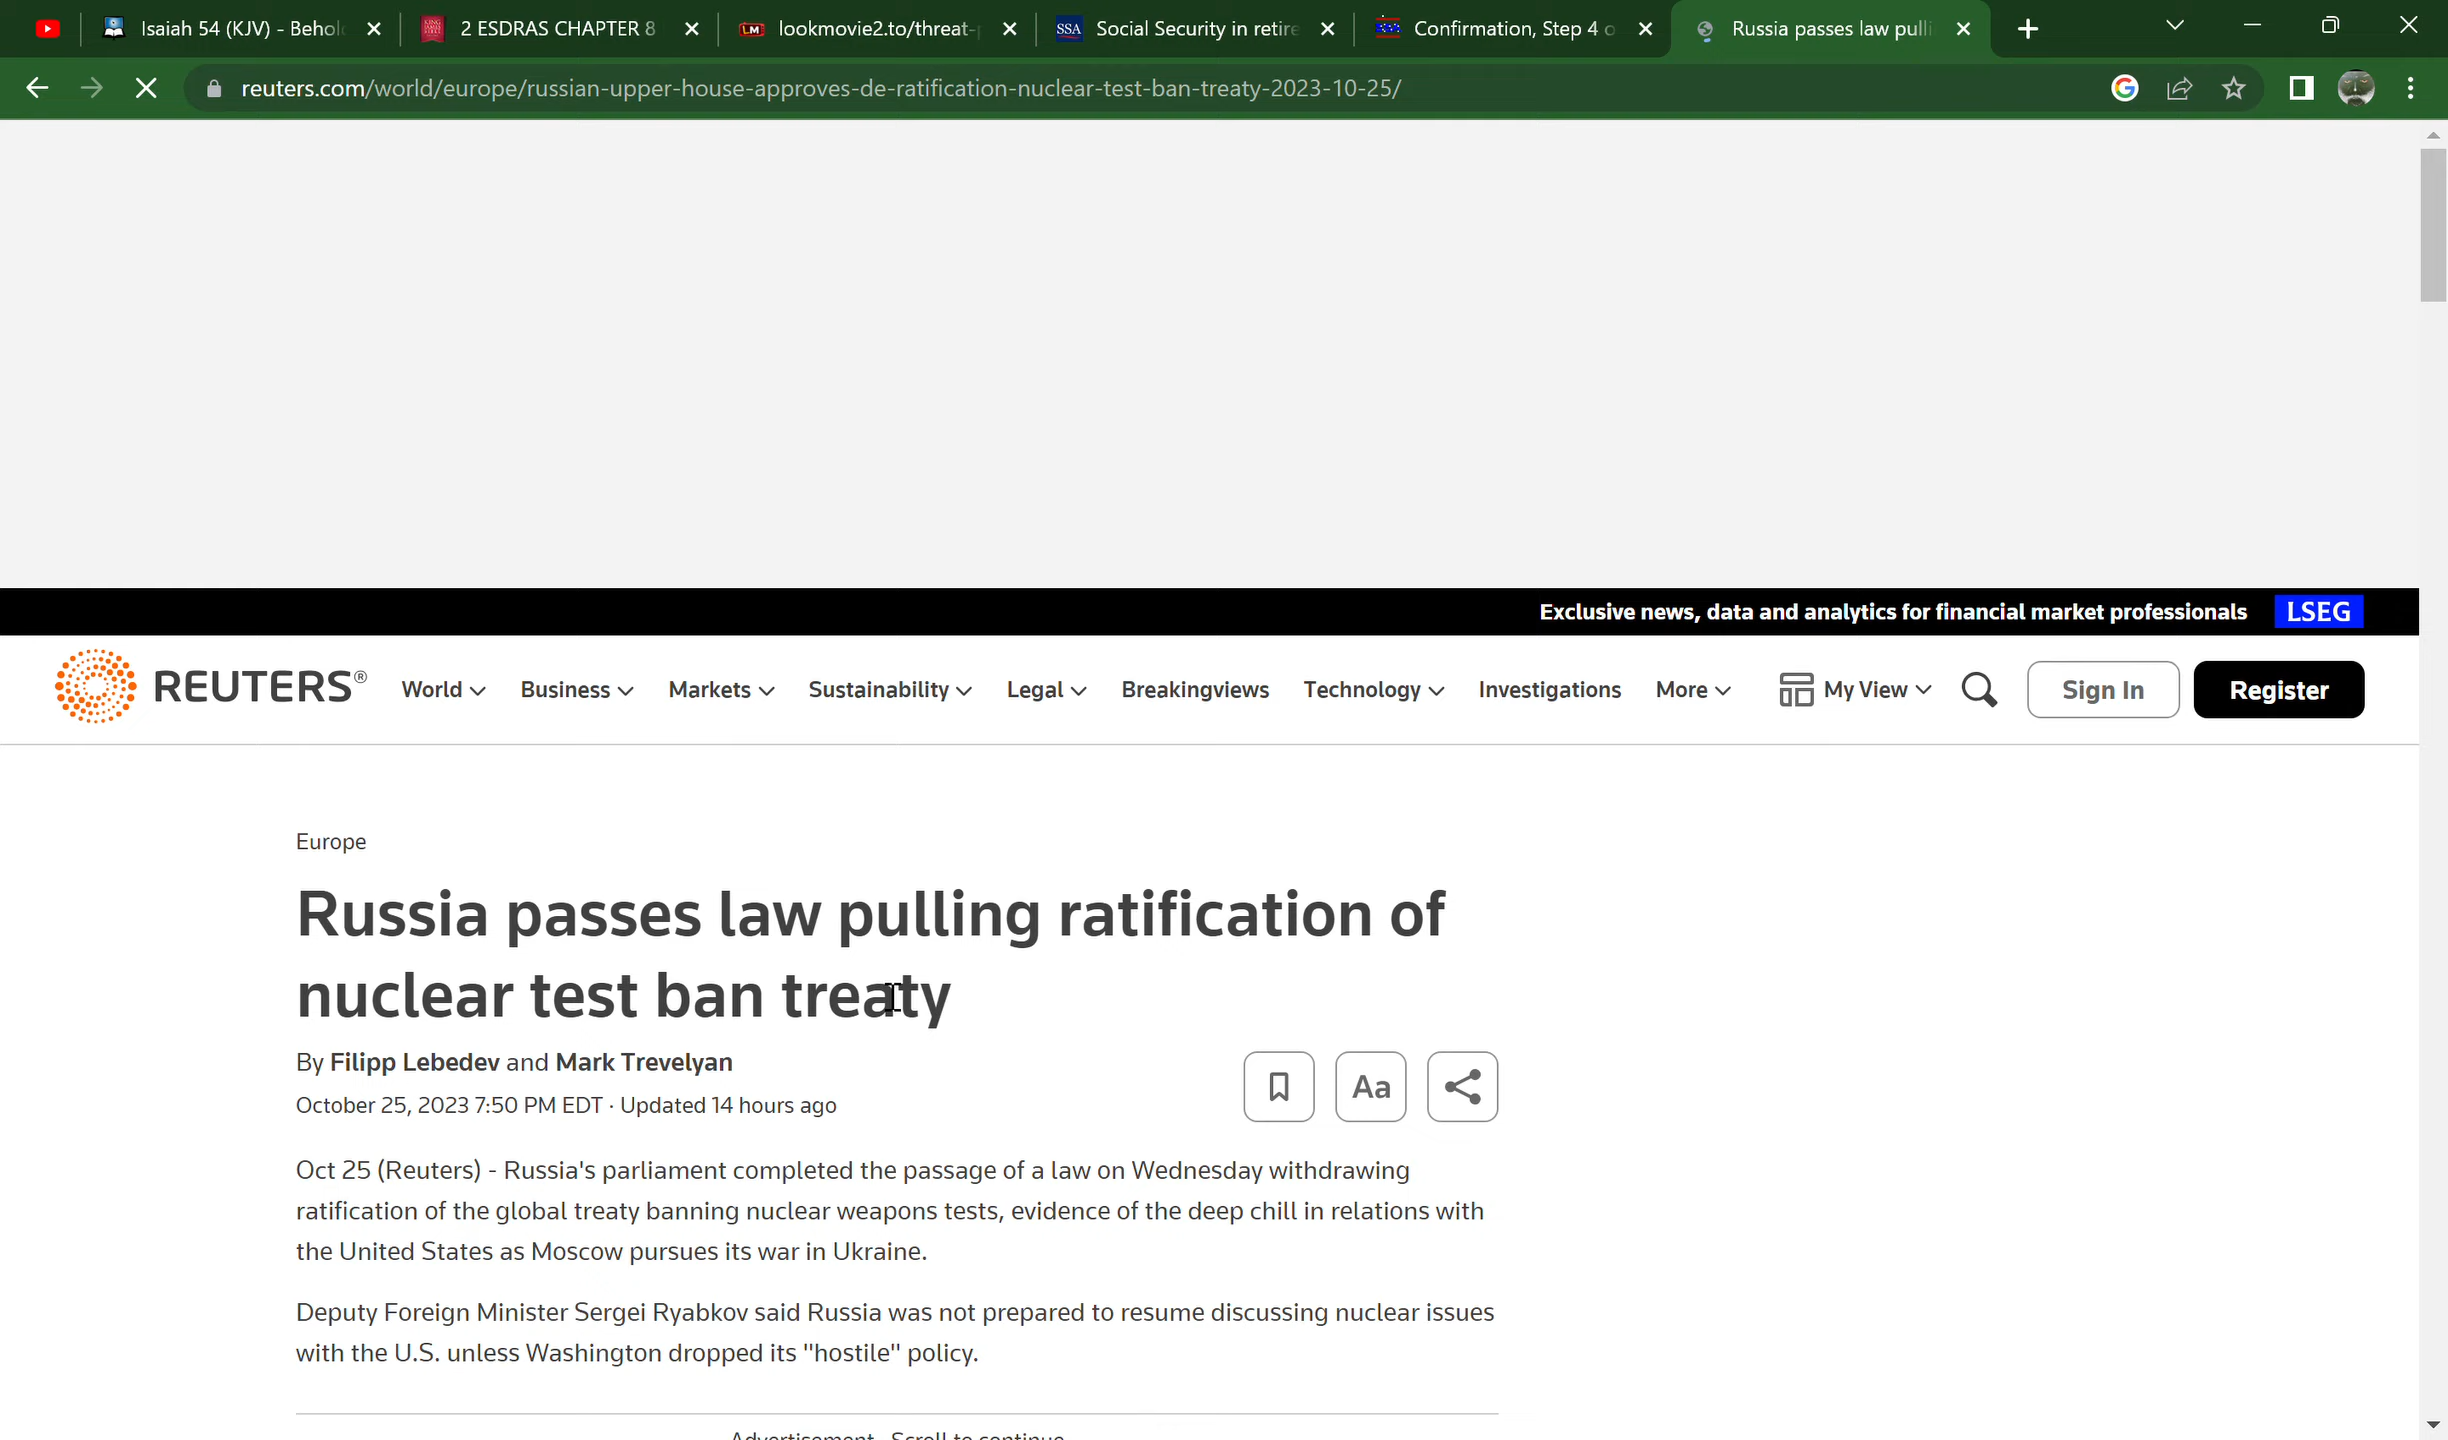 Isaiah 54 (KJV) - Behol
2 ESDRAS CHAPTER 8
LM lookmovie2.to/threat-
SSA Social Security in retire
Confirmation, Step 4 o
Russia passes law pulli
reuters.com/world/europe/russian-upper-house-approves-de-ratification-nuclear-test-ban-treaty-2023-10-25/
Exclusive news, data and analytics for financial market professionals LSEG
REUTERS® World Business Markets Sustainability Legal Breakingviews Technology Investigations More My View Sign In Register
Europe
Russia passes law pulling ratification of
nuclear test ban treaty
By Filipp Lebedev and Mark Trevelyan
October 25, 2023 7:50 PM EDT · Updated 14 hours ago
Aa
Oct 25 (Reuters) - Russia's parliament completed the passage of a law on Wednesday withdrawing
ratification of the global treaty banning nuclear weapons tests, evidence of the deep chill in relations with
the United States as Moscow pursues its war in Ukraine.
Deputy Foreign Minister Sergei Ryabkov said Russia was not prepared to resume discussing nuclear issues
with the U.S. unless Washington dropped its "hostile" policy.
Advertisement · Scroll to continue